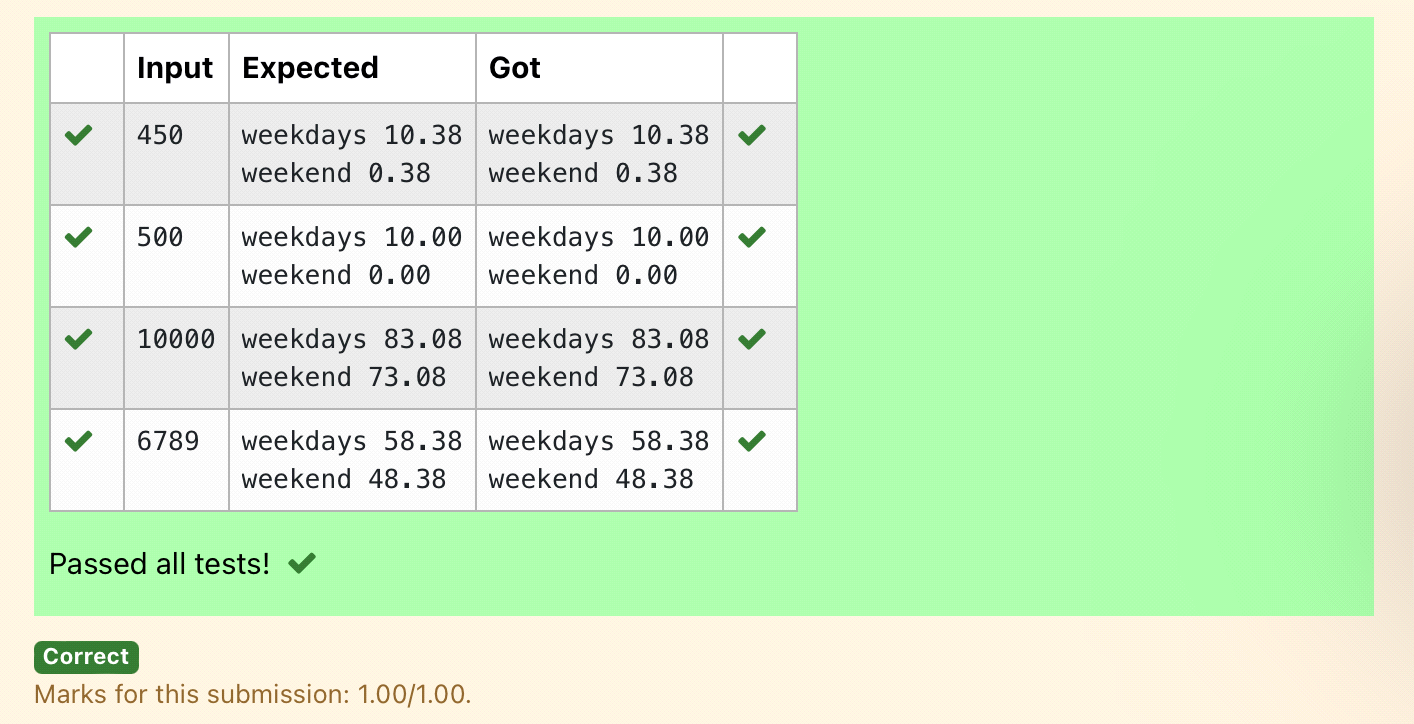 Input Expected Got
450 weekdays 10.38 weekdays 10.38
weekend 0.38 weekend 0.38
500 weekdays 10.00 weekdays 10.00
weekend 0.00 weekend 0.00
10000 weekdays 83.08 weekdays 83.08
weekend 73.08 weekend 73.08
6789 weekdays 58.38 weekdays 58.38
weekend 48.38 weekend 48.38
Passed all tests!
Correct
Marks for this submission: 1.00/1.00.